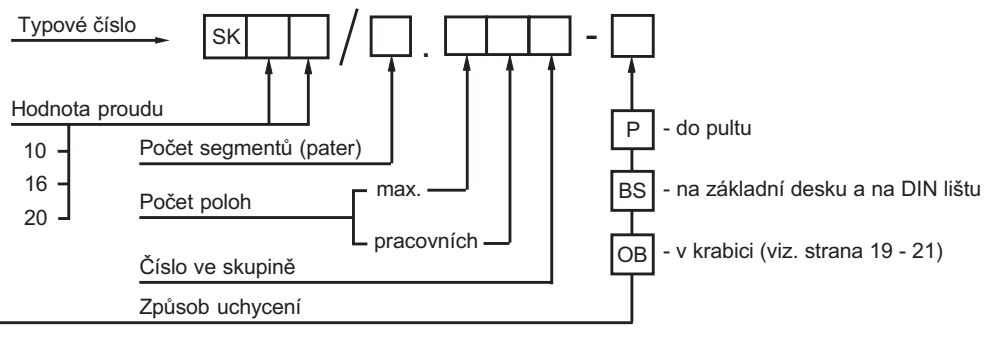 Typové číslo
SK / . -
Hodnota proudu
10
16
20
Počet segmentů (pater)
Počet poloh
max.
pracovních
Číslo ve skupině
Způsob uchycení
P - do pultu
BS - na základní desku a na DIN lištu
OB - v krabici (viz. strana 19 - 21)